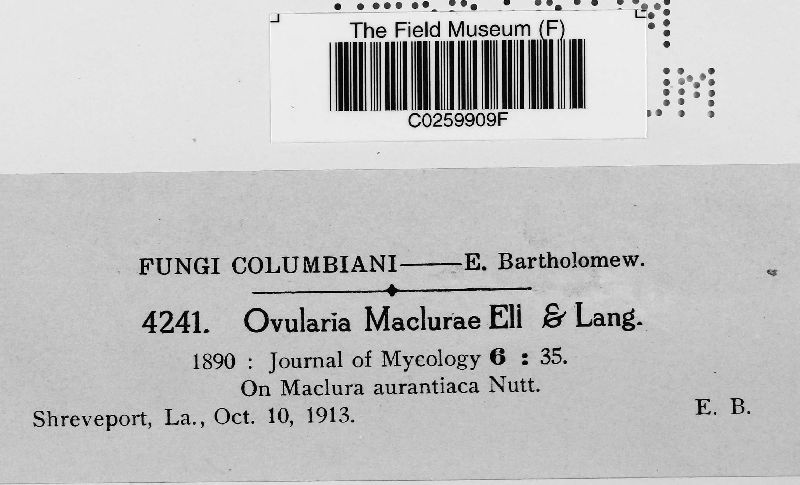 The Field Museum (F)
C0259909F
UM
FUNGI COLUMBIANI——E. Bartholomew.
4241. Ovularia Maclurae Ell & Lang.
1890 : Journal of Mycology 6 : 35.
On Maclura aurantiaca Nutt.
Shreveport, La., Oct. 10, 1913.
E. B.